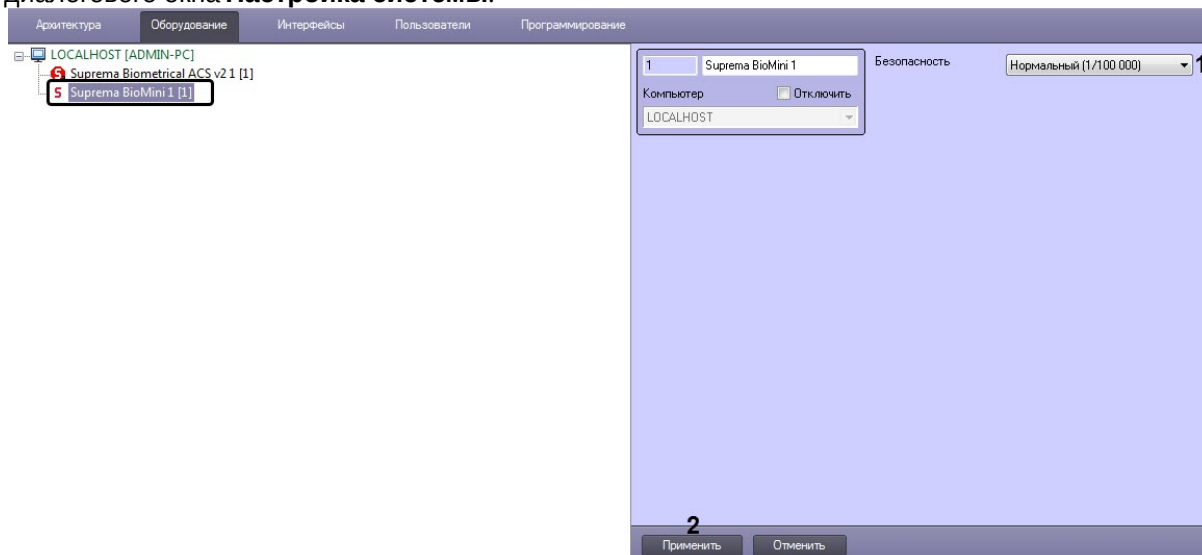 диалогового окна Настройка системы.
Архитектура Оборудование Интерфейсы Пользователи Программирование
LOCALHOST [ADMIN-PC]
Suprema Biometrical ACS v2 1 [1]
Suprema BioMini 1 [1]
1 Suprema BioMini 1
Компьютер Отключить
LOCALHOST
Безопасность Нормальный (1/100 000) 1
2
Применить Отменить